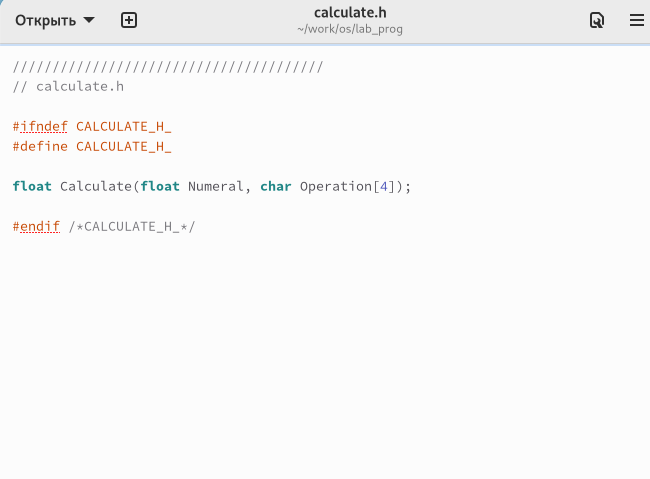 Открыть
calculate.h
~/work/os/lab_prog
///////////////////////////////////////
// calculate.h
#ifndef CALCULATE_H_
#define CALCULATE_H_
float Calculate(float Numeral, char Operation[4]);
#endif /*CALCULATE_H_*/